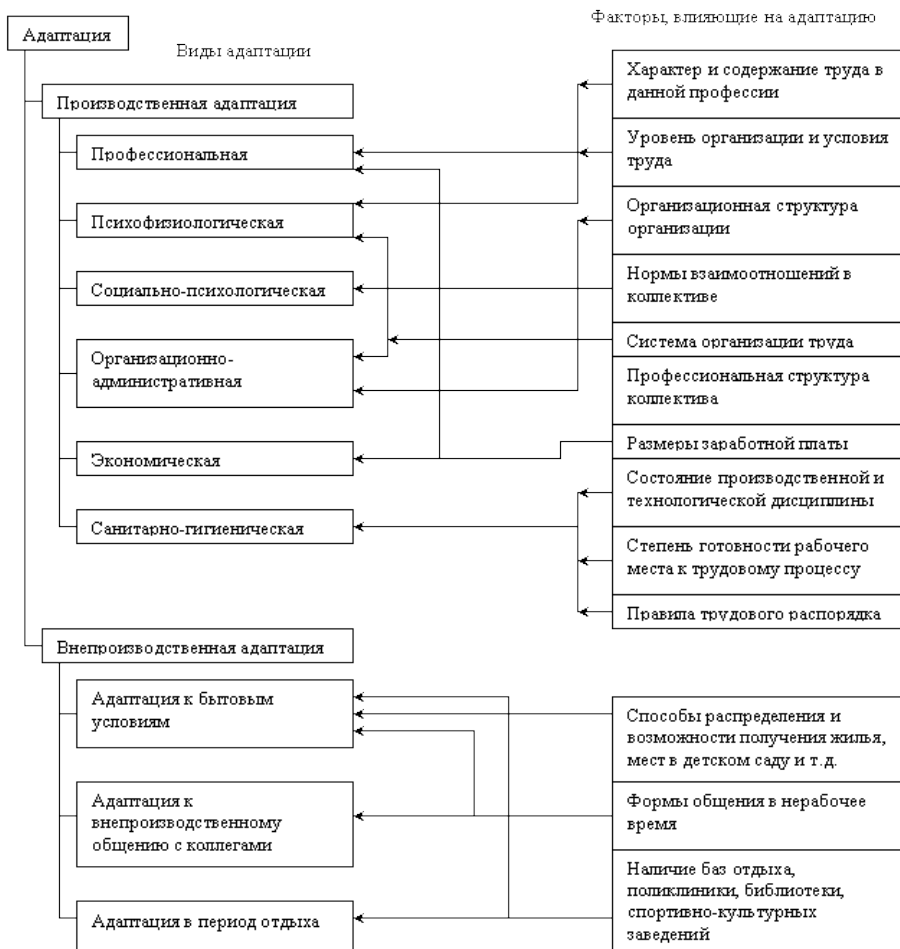 Факторы, влияющие на адаптацию
Адаптация
Виды адаптации
Производственная адаптация
Профессиональная
Психофизиологическая
Социально-психологическая
Организационно-
административная
Экономическая
Санитарно-гигиеническая
Внепроизводственная адаптация
Адаптация к бытовым
условиям
Адаптация к
внепроизводственному
общению с коллегами
Адаптация в период отдыха
Характер и содержание труда в
данной профессии
Уровень организации и условия
труда
Организационная структура
организации
Нормы взаимоотношений в
коллективе
Система организации труда
Профессиональная структура
коллектива
Размеры заработной платы
Состояние производственной и
технологической дисциплины
Степень готовности рабочего
места к трудовому процессу
Правила трудового распорядка
Способы распределения и
возможности получения жилья,
мест в детском саду и т.д.
Формы общения в нерабочее
время
Наличие баз отдыха,
поликлиники, библиотеки,
спортивно-культурных
заведений